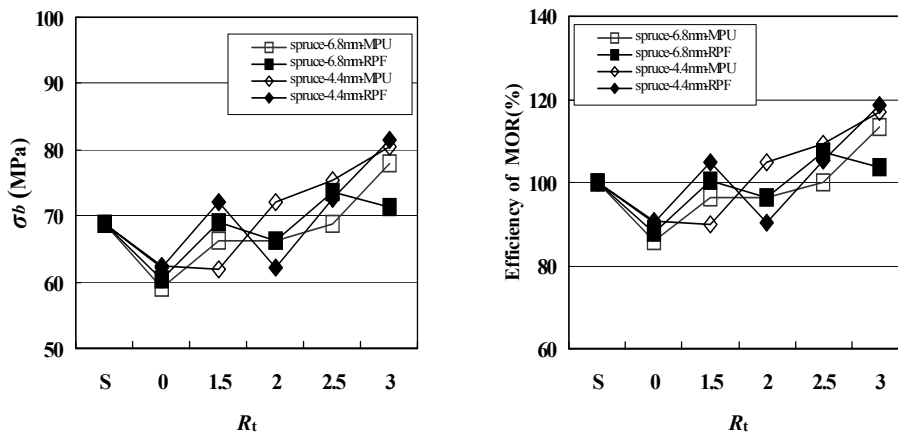 100
90
80
70
60
50
σb (MPa)
spruce-6.8mm-MPU
spruce-6.8mm-RPF
spruce-4.4mm-MPU
spruce-4.4mm-RPF
S 0 1.5 2 2.5 3
Rt
140
120
100
80
60
Efficiency of MOR(%)
spruce-6.8mm-MPU
spruce-6.8mm-RPF
spruce-4.4mm-MPU
spruce-4.4mm-RPF
S 0 1.5 2 2.5 3
Rt